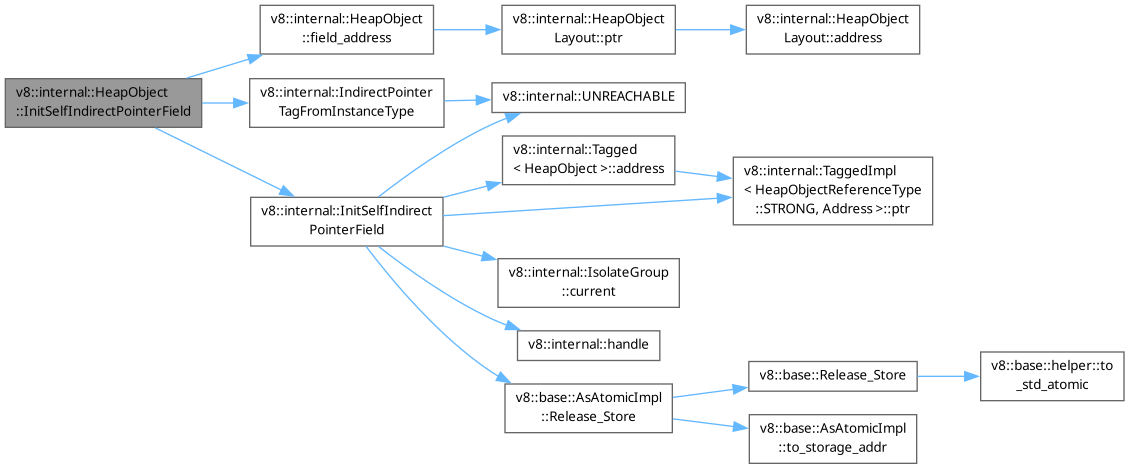 v8::internal::HeapObject
::InitSelfIndirectPointerField
v8::internal::HeapObject
::field_address
v8::internal::HeapObject
Layout::ptr
v8::internal::HeapObject
Layout::address
v8::internal::IndirectPointer
TagFromInstanceType
v8::internal::UNREACHABLE
v8::internal::InitSelfIndirect
PointerField
v8::internal::Tagged
< HeapObject >::address
v8::internal::TaggedImpl
< HeapObjectReferenceType
::STRONG, Address >::ptr
v8::internal::IsolateGroup
::current
v8::internal::handle
v8::base::AsAtomicImpl
::Release_Store
v8::base::Release_Store
v8::base::helper::to
_std_atomic
v8::base::AsAtomicImpl
::to_storage_addr